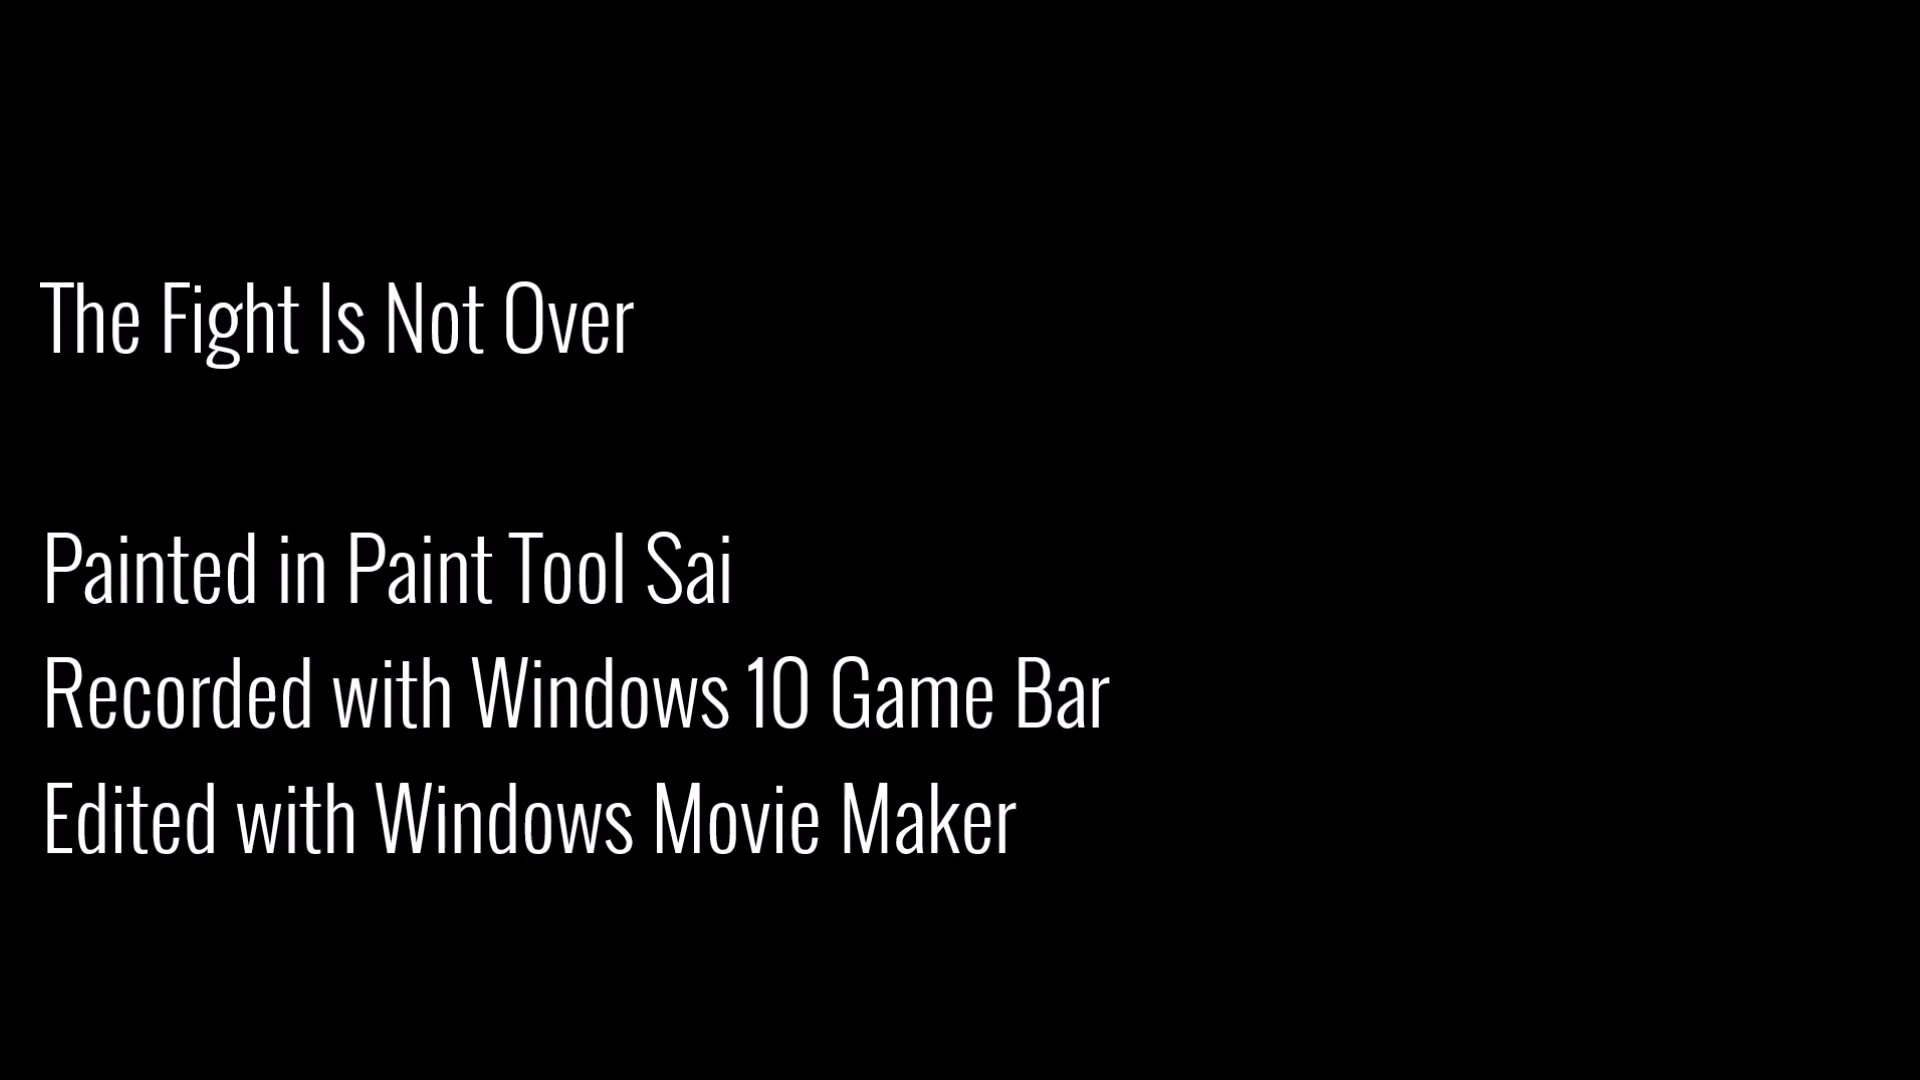 The Fight Is Not Over
Painted in Paint Tool Sai
Recorded with Windows 10 Game Bar
Edited with Windows Movie Maker